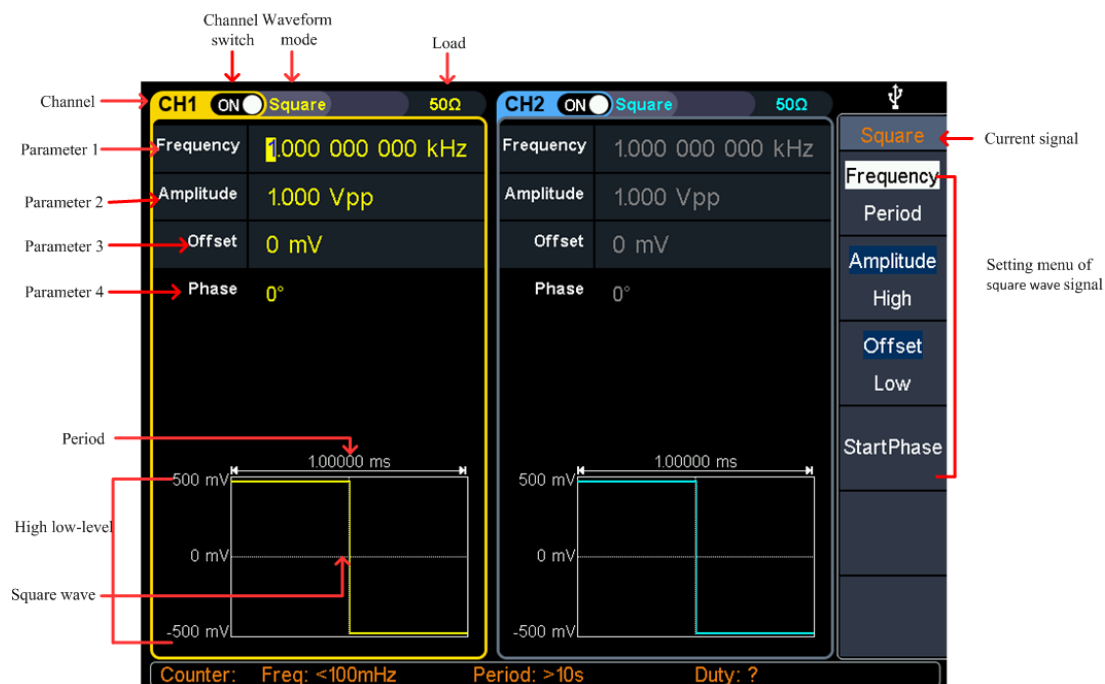 Channel switch
Waveform mode
Load
Channel
CH1 ON Square 50Ω
CH2 ON Square 50Ω
Square
Current signal
Parameter 1
Frequency 1.000 000 000 kHz
Frequency 1.000 000 000 kHz
Frequency
Period
Parameter 2
Amplitude 1.000 Vpp
Amplitude 1.000 Vpp
Amplitude
High
Parameter 3
Offset 0 mV
Offset 0 mV
Setting menu of
square wave signal
Parameter 4
Phase 0°
Phase 0°
Offset
Low
StartPhase
Period
1.00000 ms
1.00000 ms
500 mV
500 mV
High low-level
0 mV
0 mV
Square wave
-500 mV
-500 mV
Counter: Freq: <100mHz Period: >10s Duty: ?